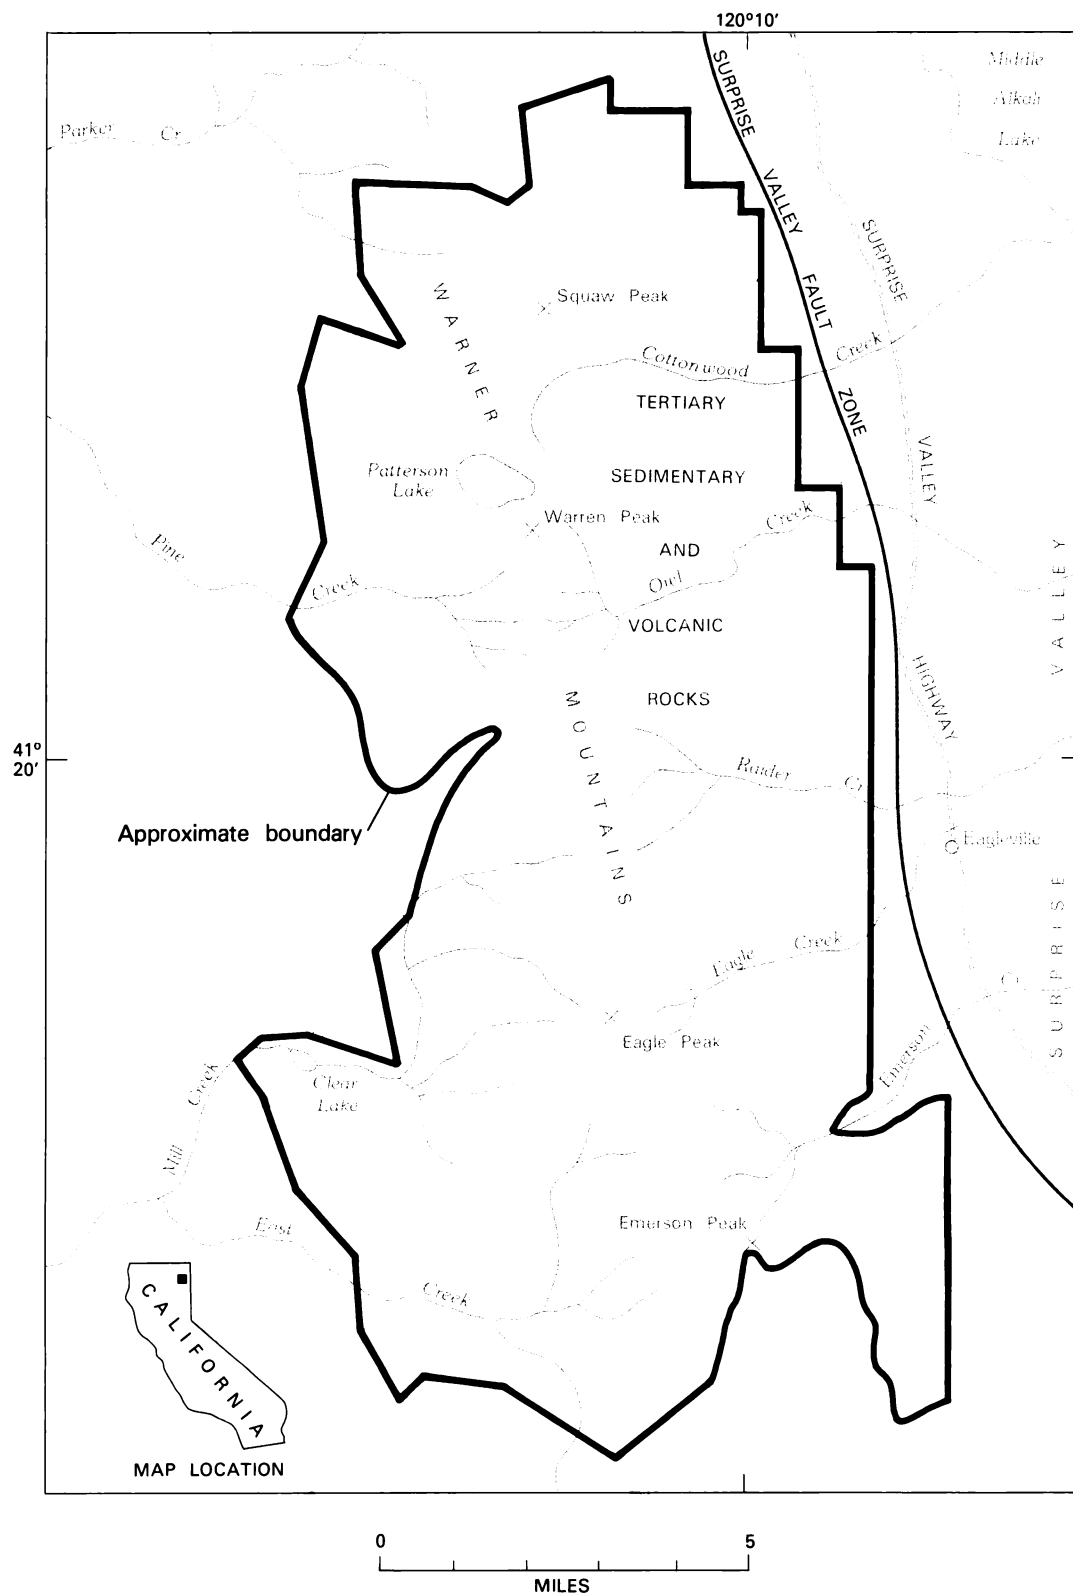 120°10'
Middle
Alkali
Lake
Parker Cr.
SURPRISE VALLEY FAULT ZONE
SURPRISE VALLEY HIGHWAY
WARNER
Squaw Peak
Cottonwood Creek
TERTIARY
SEDIMENTARY
AND
VOLCANIC
ROCKS
Patterson
Lake
Warren Peak
Owl Creek
Pine Creek
MOUNTAINS
SURPRISE VALLEY
41°
20'
Raider Cr
Approximate boundary
Eagleville
Eagle Creek
Cr
Eagle Peak
Emerson
Clear
Lake
Mill Creek
Emerson Peak
East Creek
CALIFORNIA
MAP LOCATION
0 5
MILES